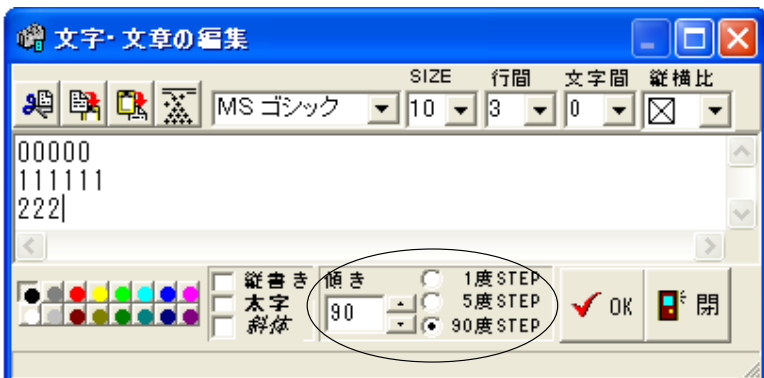 文字・文章の編集
SIZE 行間 文字間 縦横比
MS ゴシック 10 3 0
00000
111111
222
縦書き 傾き 1度STEP
太字 90 5度STEP OK 閉
斜体 90度STEP